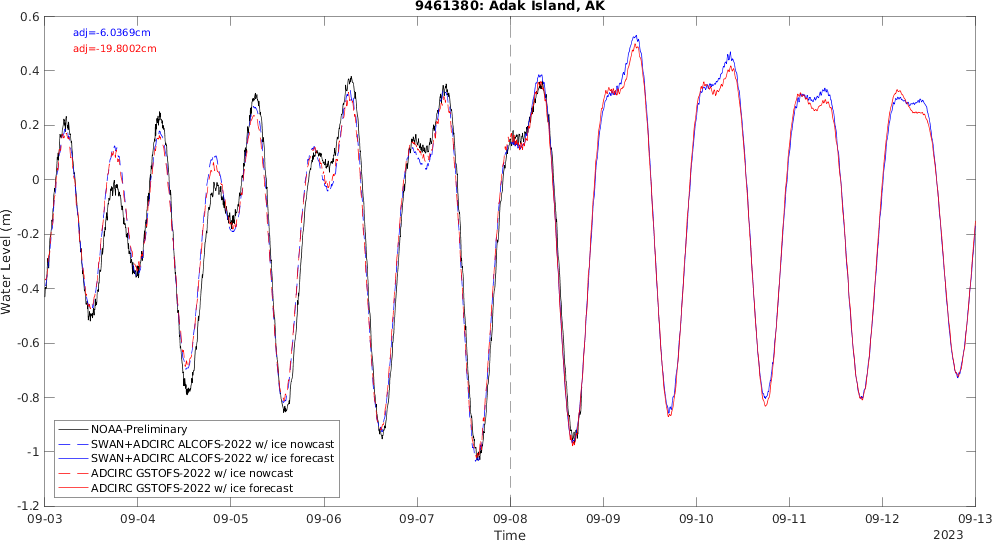 9461380: Adak Island, AK
adj=-6.0369cm
adj=-19.8002cm
0.6
0.4
0.2
0
-0.2
-0.4
-0.6
-0.8
-1
-1.2
Water Level (m)
NOAA-Preliminary
SWAN+ADCIRC ALCOFS-2022 w/ ice nowcast
SWAN+ADCIRC ALCOFS-2022 w/ ice forecast
ADCIRC GSTOFS-2022 w/ ice nowcast
ADCIRC GSTOFS-2022 w/ ice forecast
09-03 09-04 09-05 09-06 09-07 09-08 09-09 09-10 09-11 09-12 09-13
Time
2023